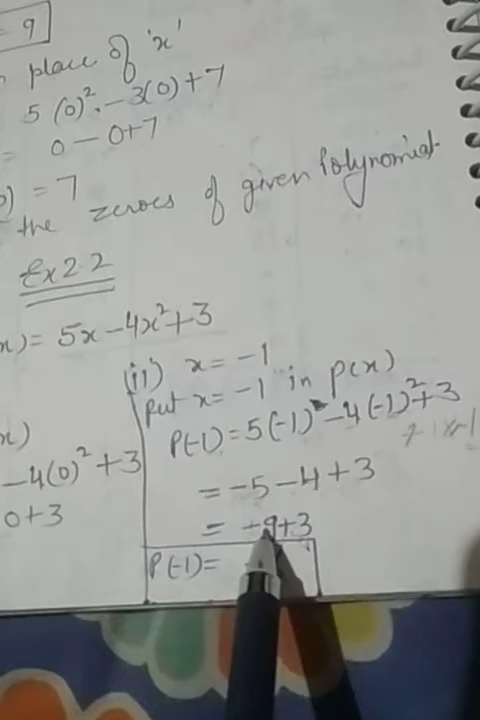 = 9
place of 'x'
5(0)². - 3(0) + 7
= 0 - 0 + 7
) = 7
the zeroes of given Polynomial.
Ex 2.2
x) = 5x - 4x² + 3
x)
- 4(0)² + 3
0 + 3
(ii) x = -1
Put x = -1 in P(x)
P(-1) = 5(-1) - 4(-1)² + 3
= -5 - 4 + 3
= -9 + 3
P(-1) =